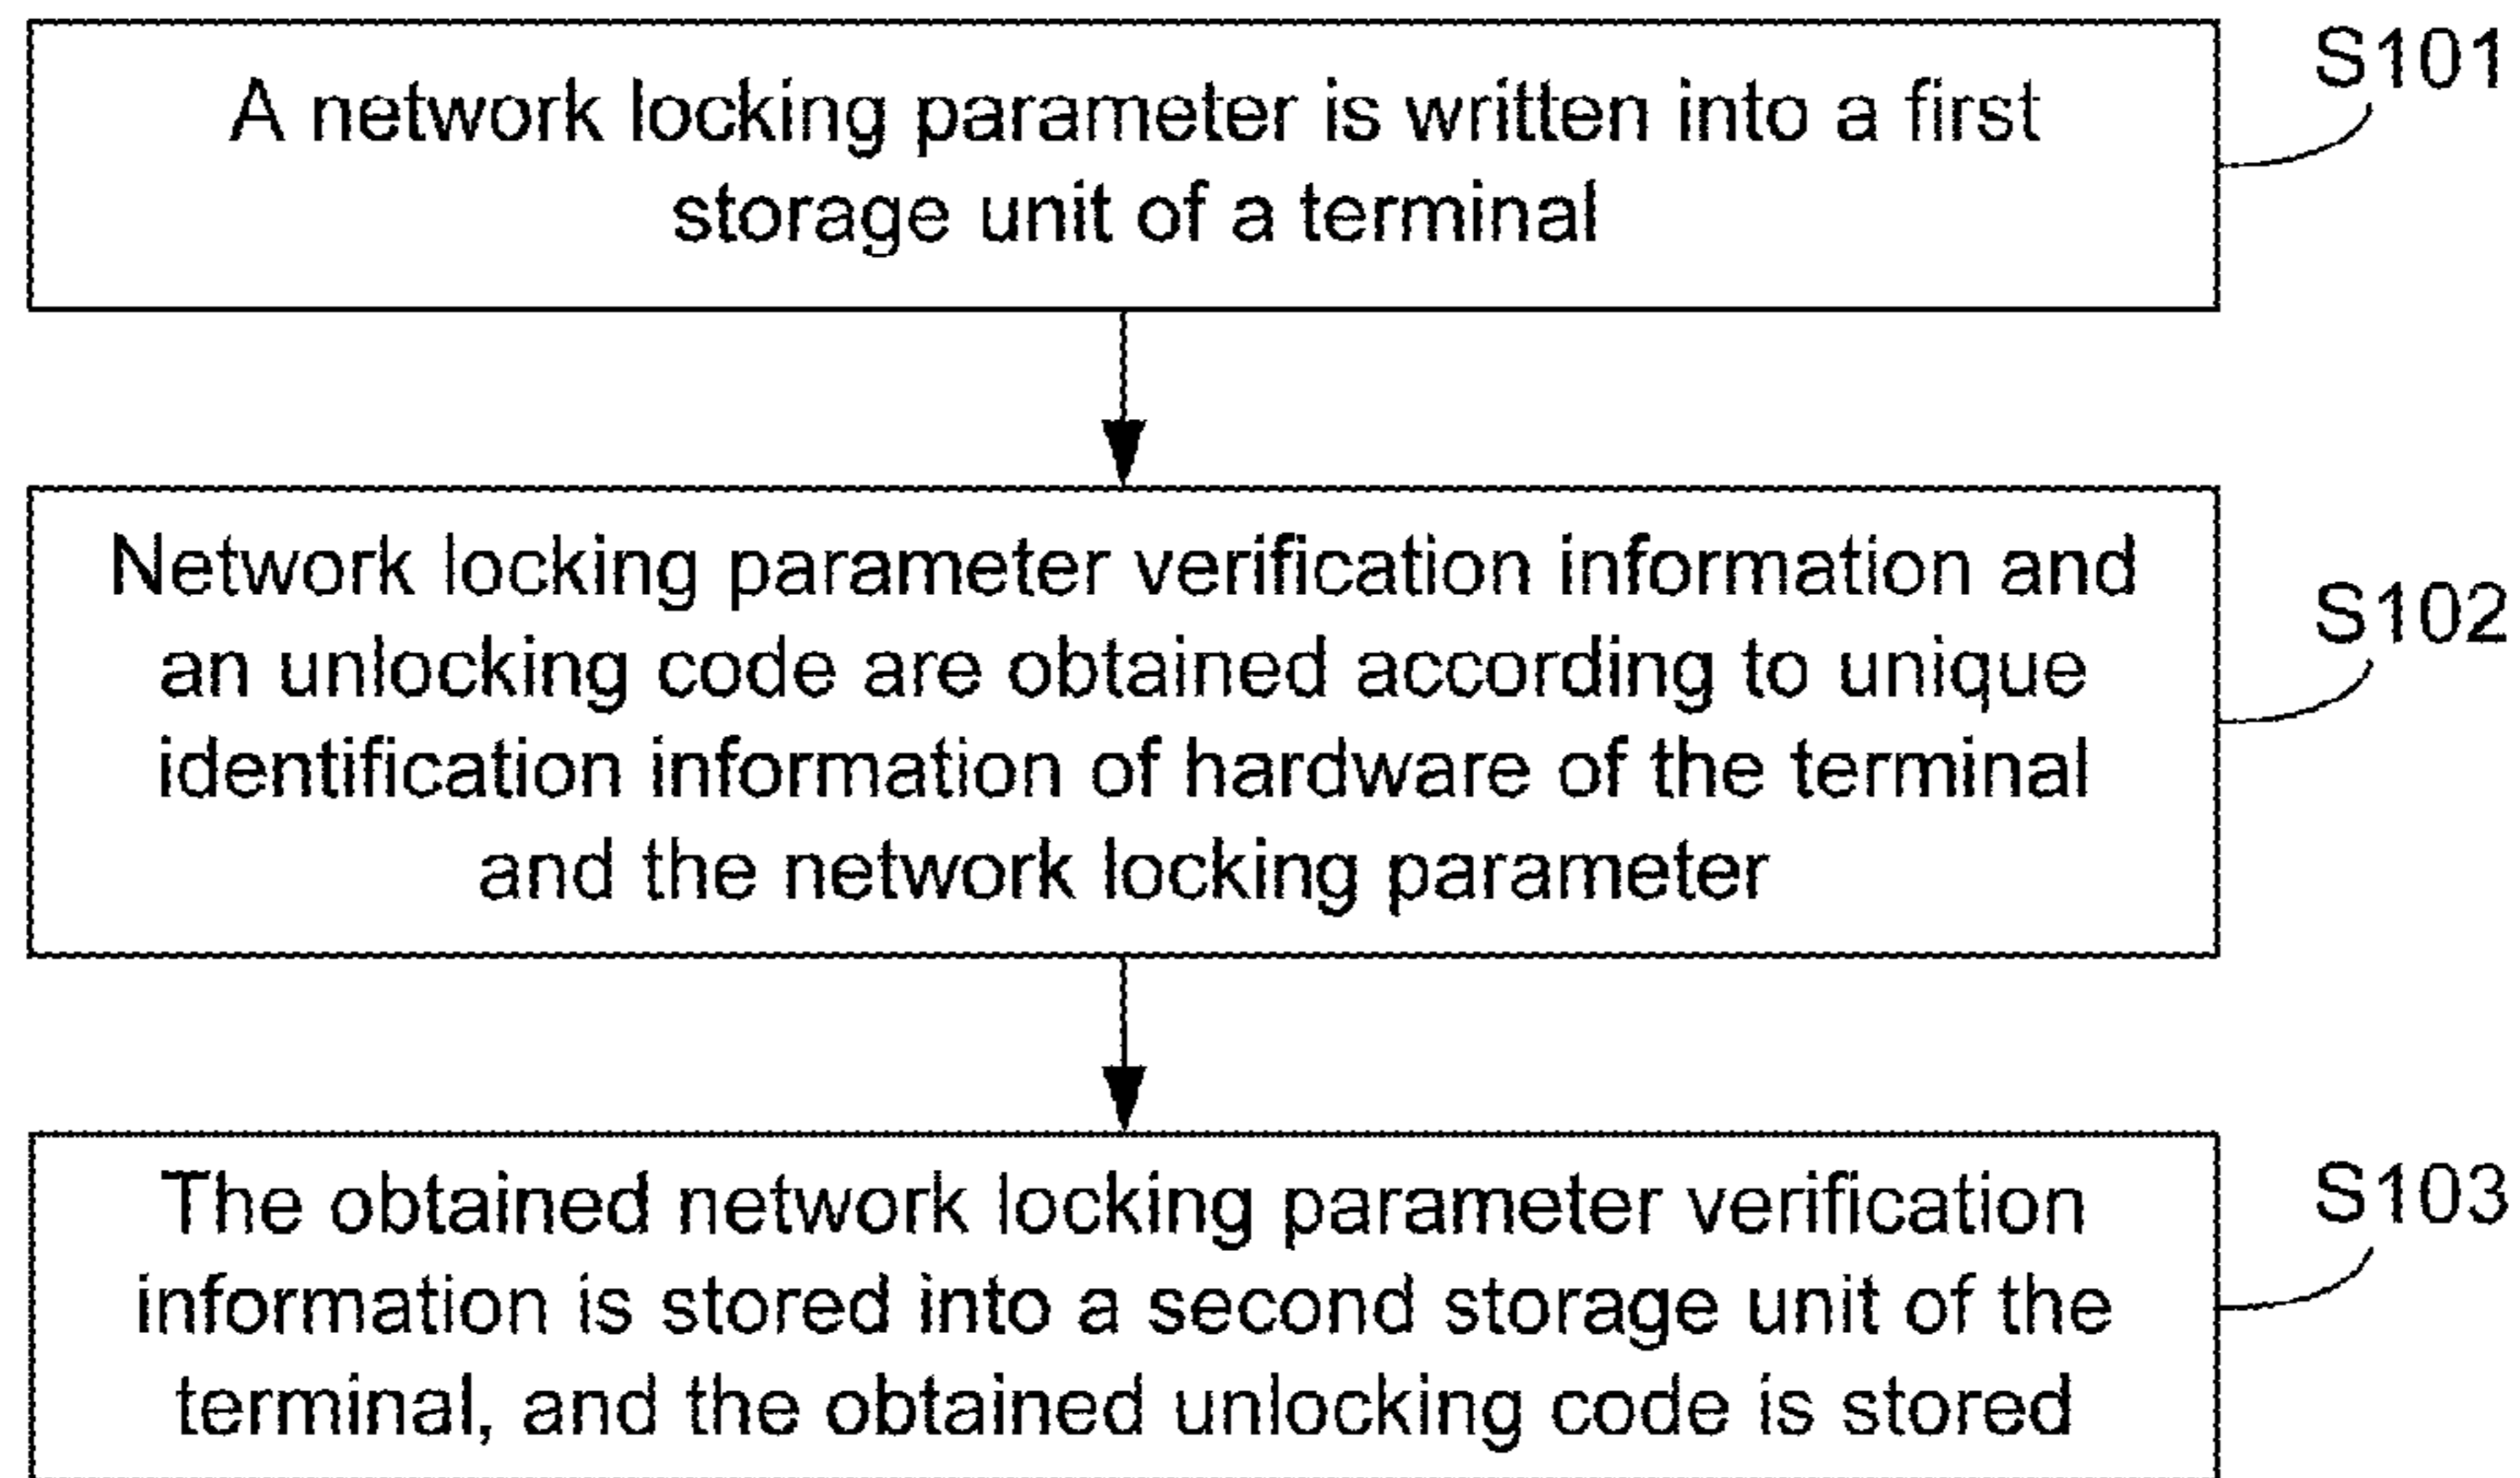 A network locking parameter is written into a first
storage unit of a terminal
S101
Network locking parameter verification information and
an unlocking code are obtained according to unique
identification information of hardware of the terminal
and the network locking parameter
S102
The obtained network locking parameter verification
information is stored into a second storage unit of the
terminal, and the obtained unlocking code is stored
S103